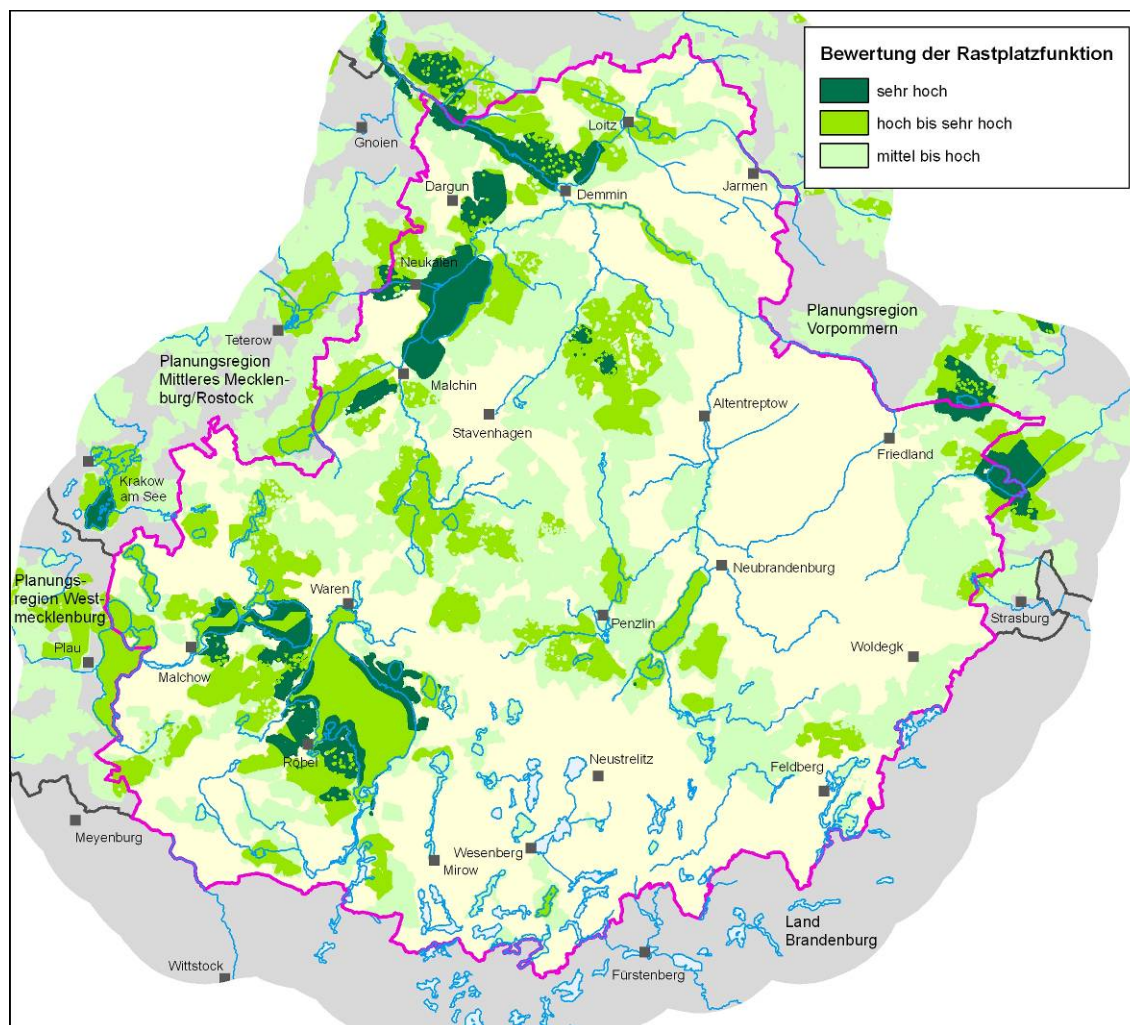 Bewertung der Rastplatzfunktion
sehr hoch
hoch bis sehr hoch
mittel bis hoch
Gnoien
Loitz
Jarmen
Dargun
Demmin
Neukalen
Teterow
Planungsregion
Vorpommern
Planungsregion
Mittleres Mecklen-
burg/Rostock
Malchin
Stavenhagen
Altentreptow
Friedland
Krakow
am See
Planungs-
region West-
mecklenburg
Waren
Neubrandenburg
Penzlin
Strasburg
Plau
Malchow
Woldegk
Röbel
Neustrelitz
Feldberg
Meyenburg
Wesenberg
Mirow
Land
Brandenburg
Wittstock
Fürstenberg